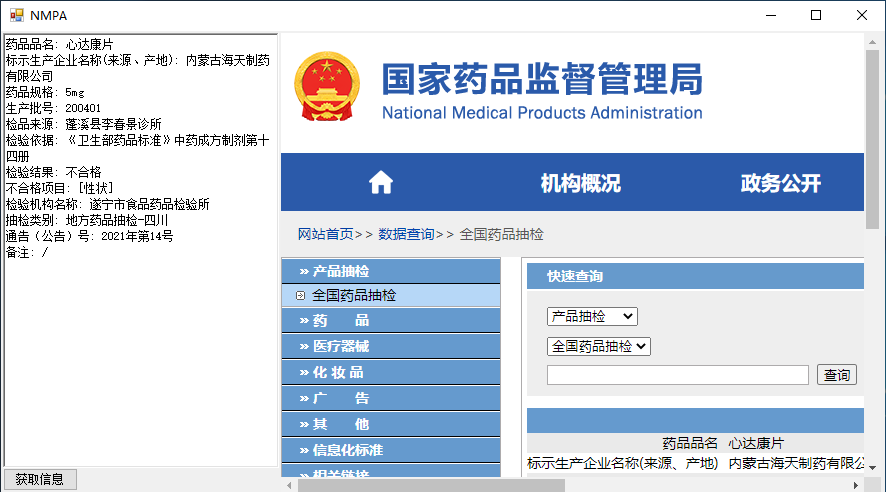 NMPA
药品品名: 心达康片
标示生产企业名称(来源、产地): 内蒙古海天制药
有限公司
药品规格: 5mg
生产批号: 200401
检品来源: 蓬溪县李春景诊所
检验依据: 《卫生部药品标准》中药成方制剂第十
四册
检验结果: 不合格
不合格项目: [性状]
检验机构名称: 遂宁市食品药品检验所
抽检类别: 地方药品抽检-四川
通告（公告）号: 2021年第14号
备注: /
获取信息
国家药品监督管理局
National Medical Products Administration
机构概况 政务公开
网站首页>> 数据查询>> 全国药品抽检
» 产品抽检
全国药品抽检
» 药 品
» 医疗器械
» 化 妆 品
» 广 告
» 其 他
» 信息化标准
» 相关链接
快速查询
产品抽检
全国药品抽检
查询
药品品名 心达康片
标示生产企业名称(来源、产地) 内蒙古海天制药有限公